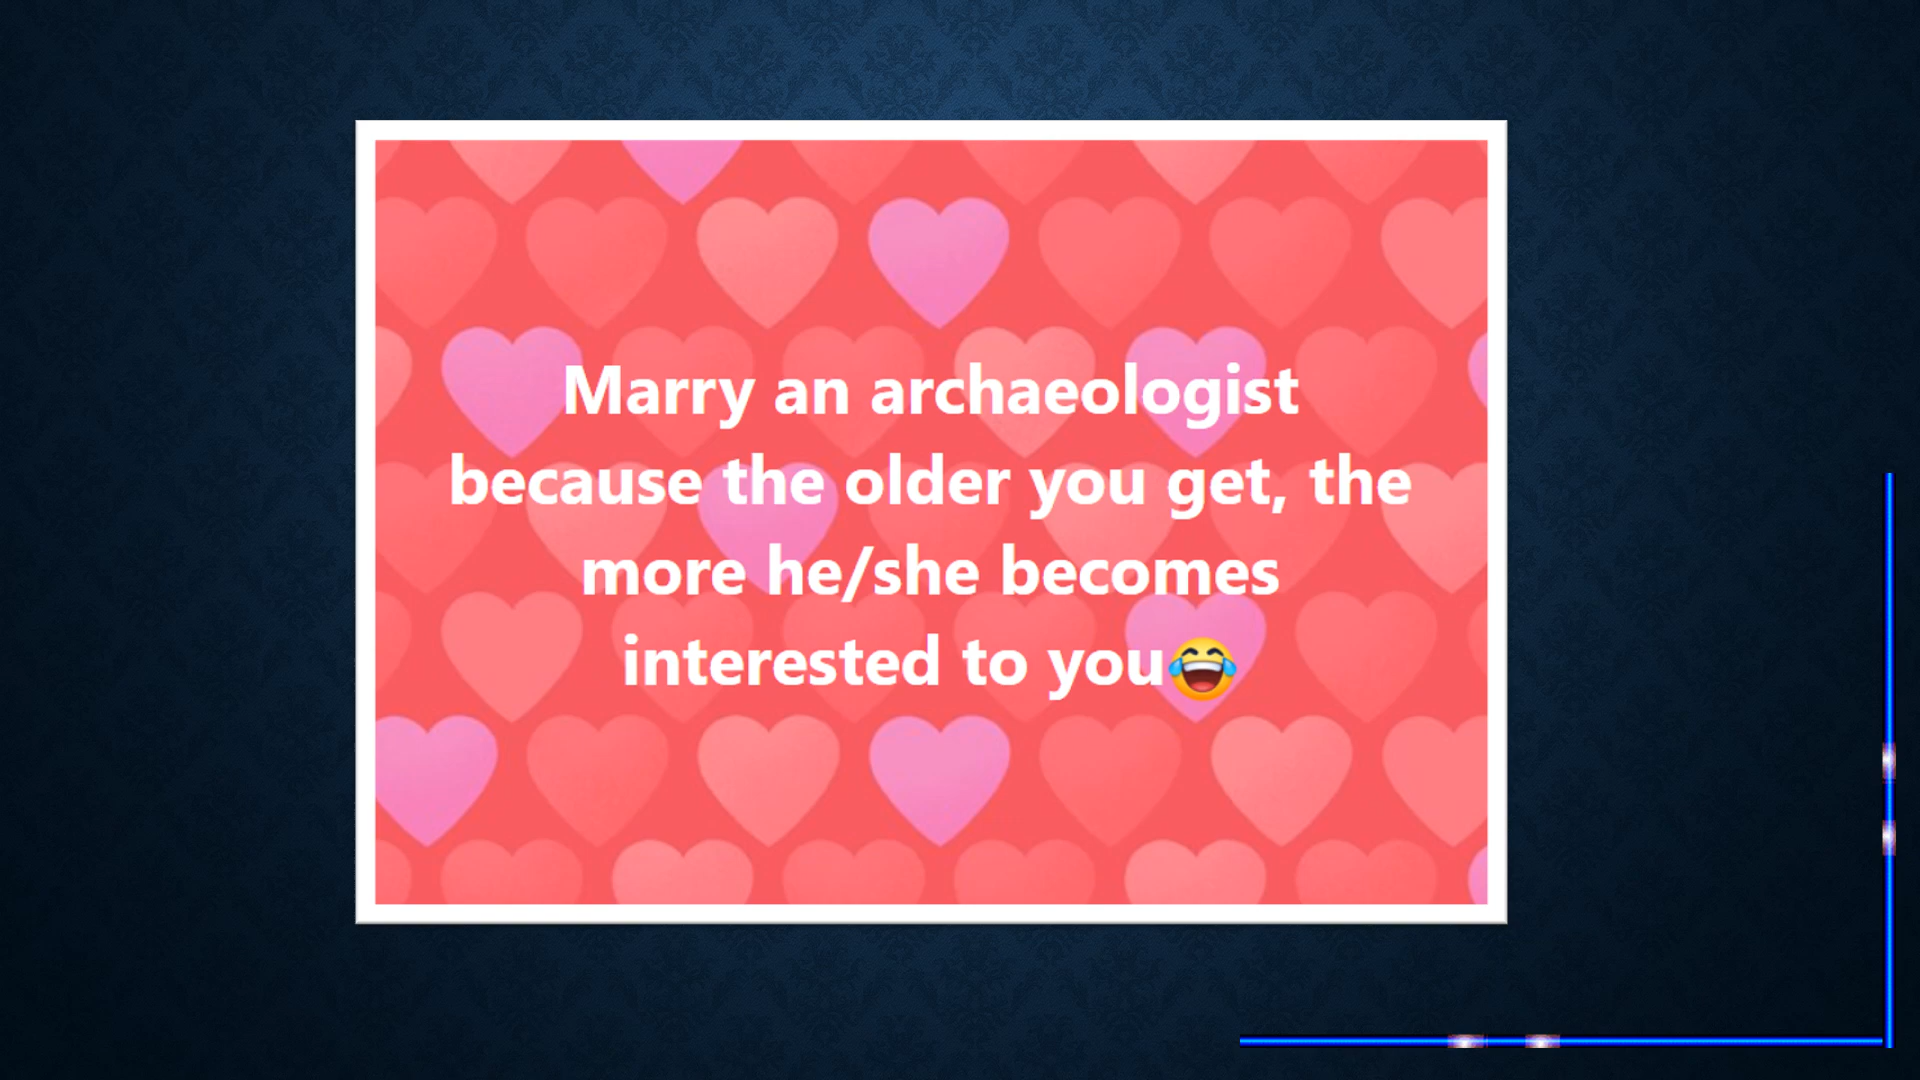 Marry an archaeologist
because the older you get, the
more he/she becomes
interested to you😂